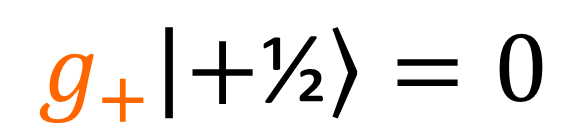 g₊|+½⟩ = 0